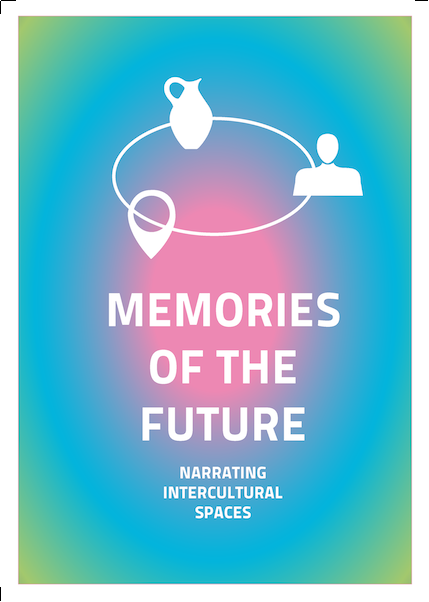 MEMORIES
OF THE
FUTURE
NARRATING
INTERCULTURAL
SPACES